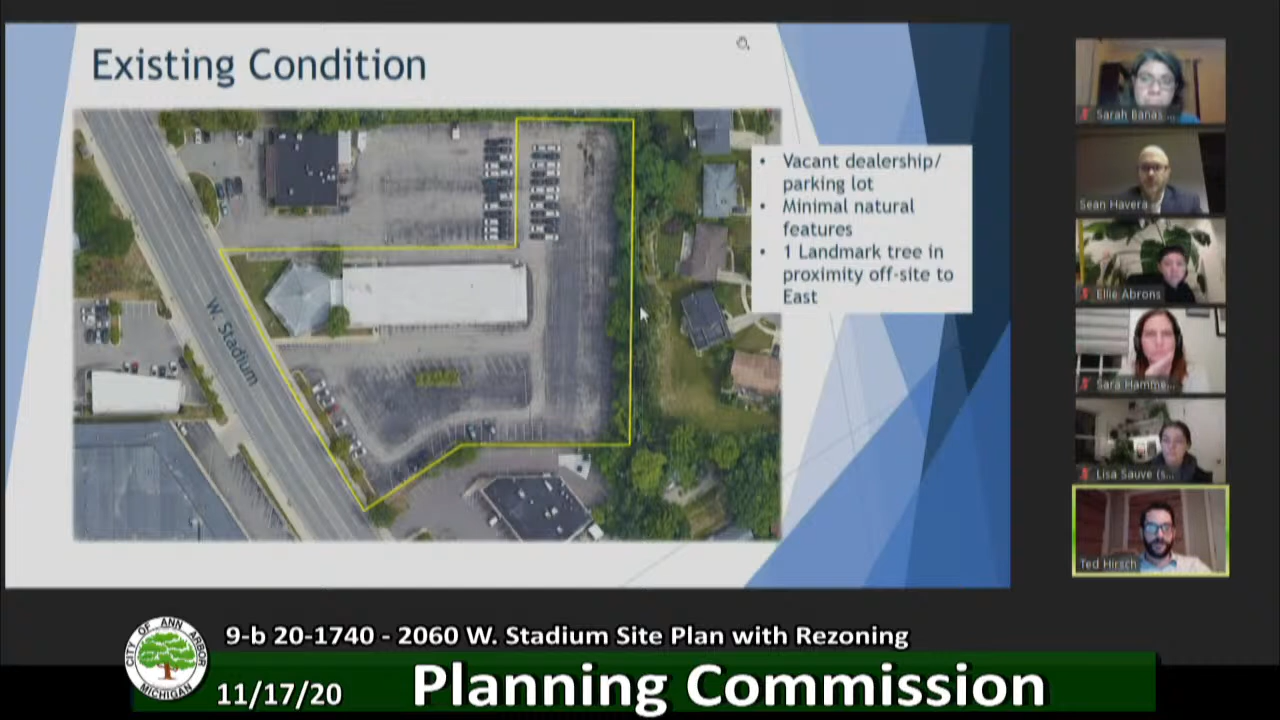 Existing Condition
• Vacant dealership/
parking lot
• Minimal natural
features
• 1 Landmark tree in
proximity off-site to
East
W. Stadium
Sarah Banas ...
Sean Havera
Ellie Abrons
Sara Hamme...
Lisa Sauve (s...
Ted Hirsch
CITY OF ANN ARBOR
MICHIGAN
9-b 20-1740 - 2060 W. Stadium Site Plan with Rezoning
11/17/20
Planning Commission